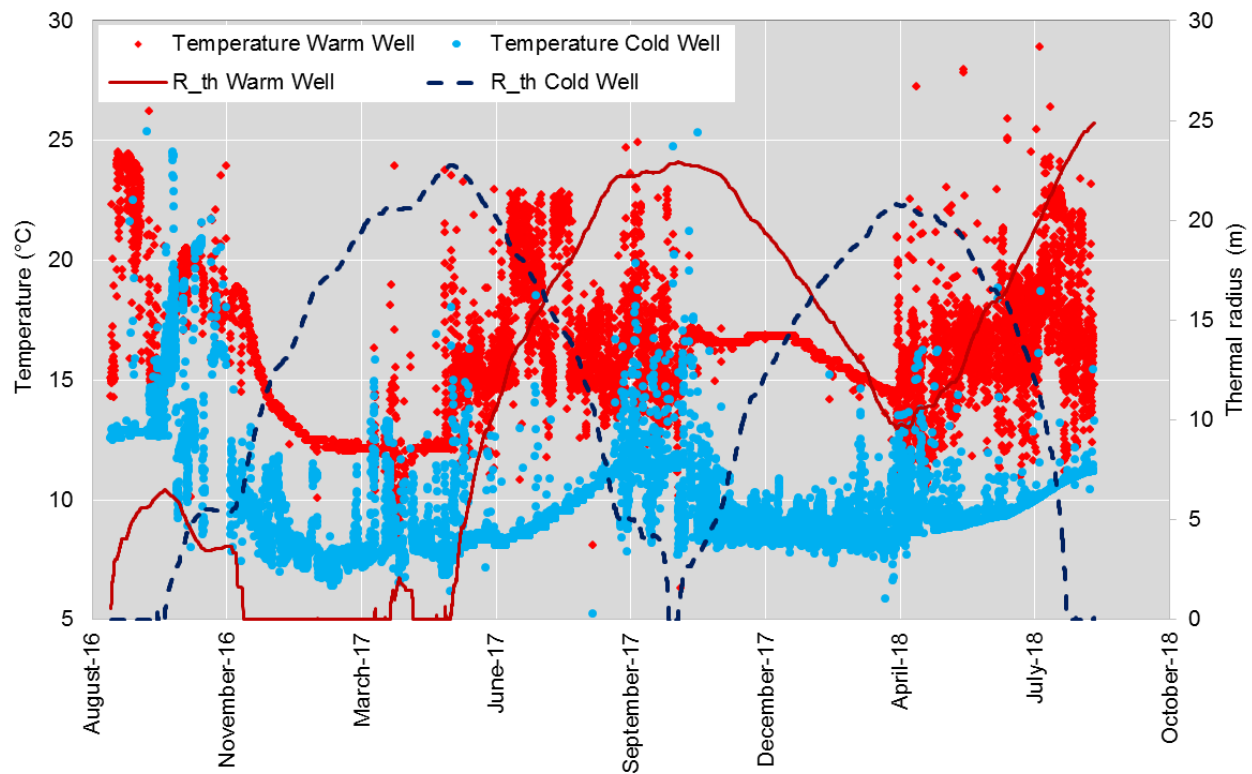 30
25
20
15
10
5
Temperature (°C)
Temperature Warm Well
Temperature Cold Well
R_th Warm Well
R_th Cold Well
30
25
20
15
10
5
0
Thermal radius (m)
August-16
November-16
March-17
June-17
September-17
December-17
April-18
July-18
October-18